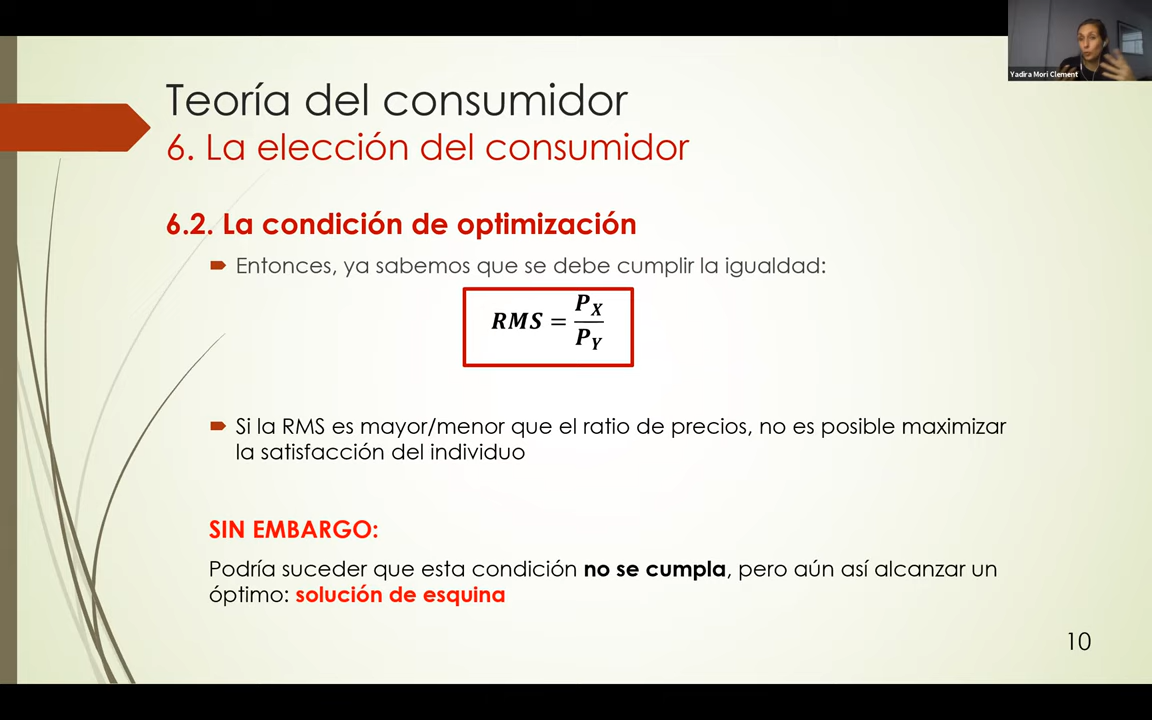 Yadira Mori Clement
Teoría del consumidor
6. La elección del consumidor
6.2. La condición de optimización
Entonces, ya sabemos que se debe cumplir la igualdad:
RMS = P_X / P_Y
Si la RMS es mayor/menor que el ratio de precios, no es posible maximizar
la satisfacción del individuo
SIN EMBARGO:
Podría suceder que esta condición no se cumpla, pero aún así alcanzar un
óptimo: solución de esquina
10